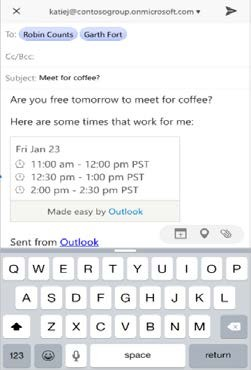 katiej@contosogroup.onmicrosoft.com
To: Robin Counts Garth Fort
Cc/Bcc:
Subject: Meet for coffee?
Are you free tomorrow to meet for coffee?
Here are some times that work for me:
Fri Jan 23
11:00 am - 12:00 pm PST
12:30 pm - 1:00 pm PST
2:00 pm - 2:30 pm PST
Made easy by Outlook
Sent from Outlook
Q W E R T Y U I O P
A S D F G H J K L
Z X C V B N M
123 space return